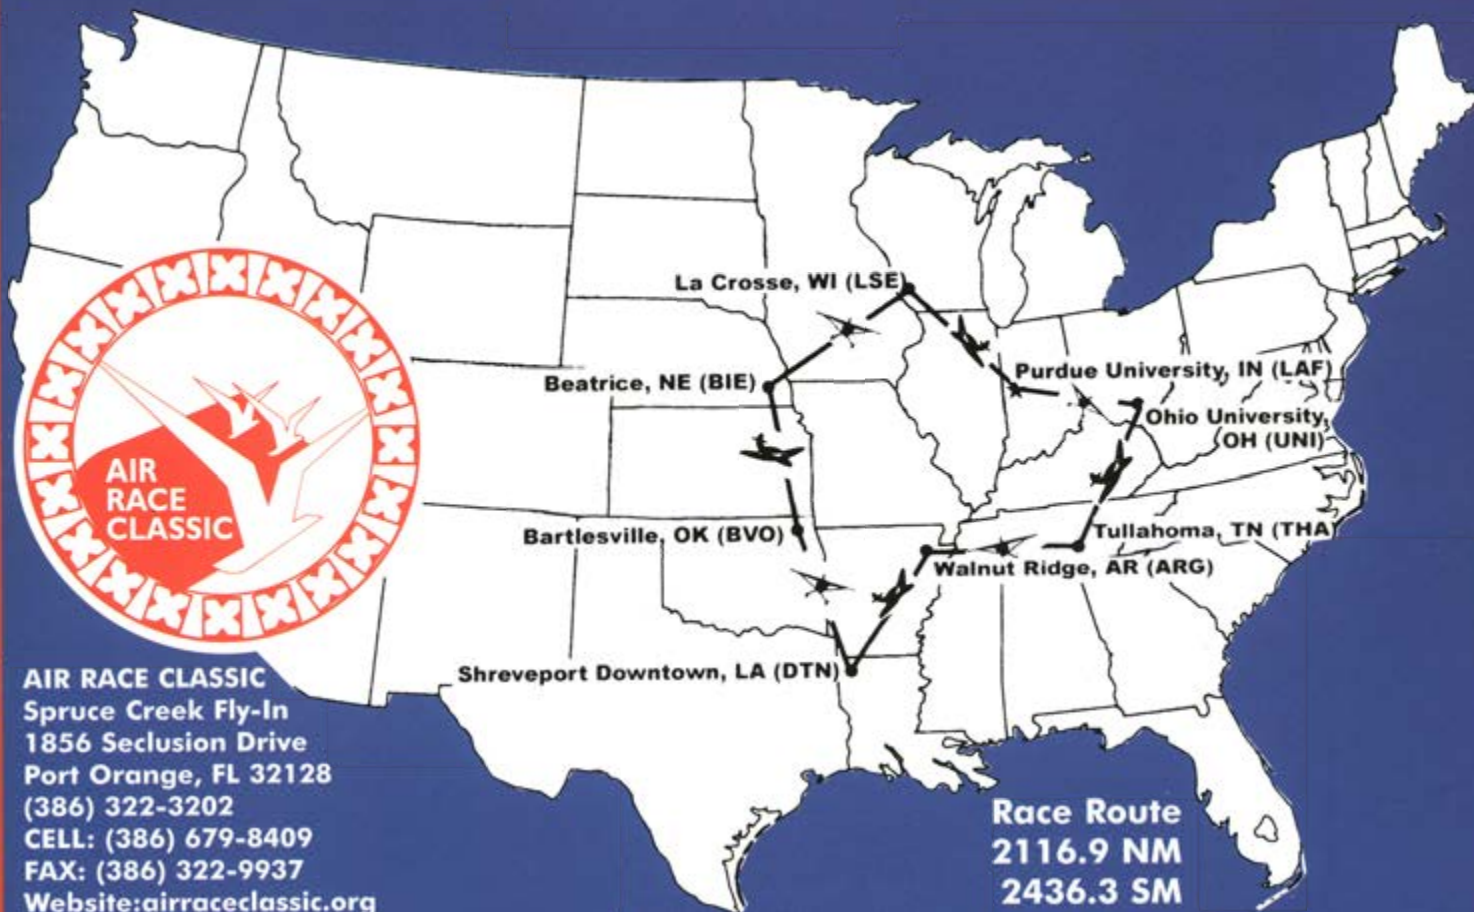 La Crosse, WI (LSE)
Purdue University, IN (LAF)
Beatrice, NE (BIE)
Ohio University,
OH (UNI)
AIR
RACE
CLASSIC
Bartlesville, OK (BVO)
Tullahoma, TN (THA)
Walnut Ridge, AR (ARG)
Shreveport Downtown, LA (DTN)
AIR RACE CLASSIC
Spruce Creek Fly-In
1856 Seclusion Drive
Port Orange, FL 32128
(386) 322-3202
CELL: (386) 679-8409
FAX: (386) 322-9937
Website:airraceclassic.org
Race Route
2116.9 NM
2436.3 SM